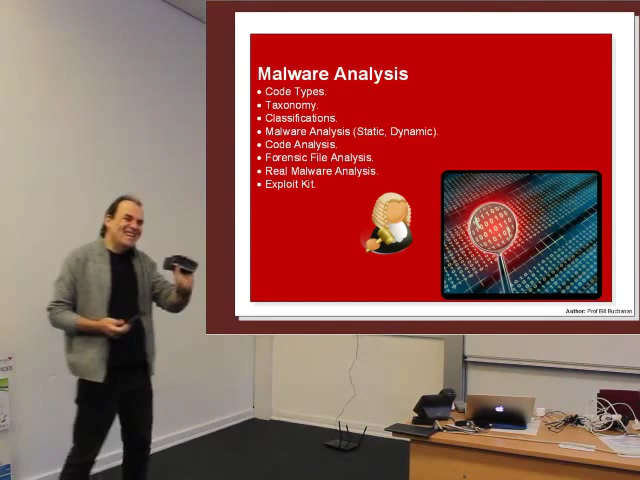 Malware Analysis
• Code Types.
• Taxonomy.
• Classifications.
• Malware Analysis (Static, Dynamic).
• Code Analysis.
• Forensic File Analysis.
• Real Malware Analysis.
• Exploit Kit.
Author: Prof Bill Buchanan